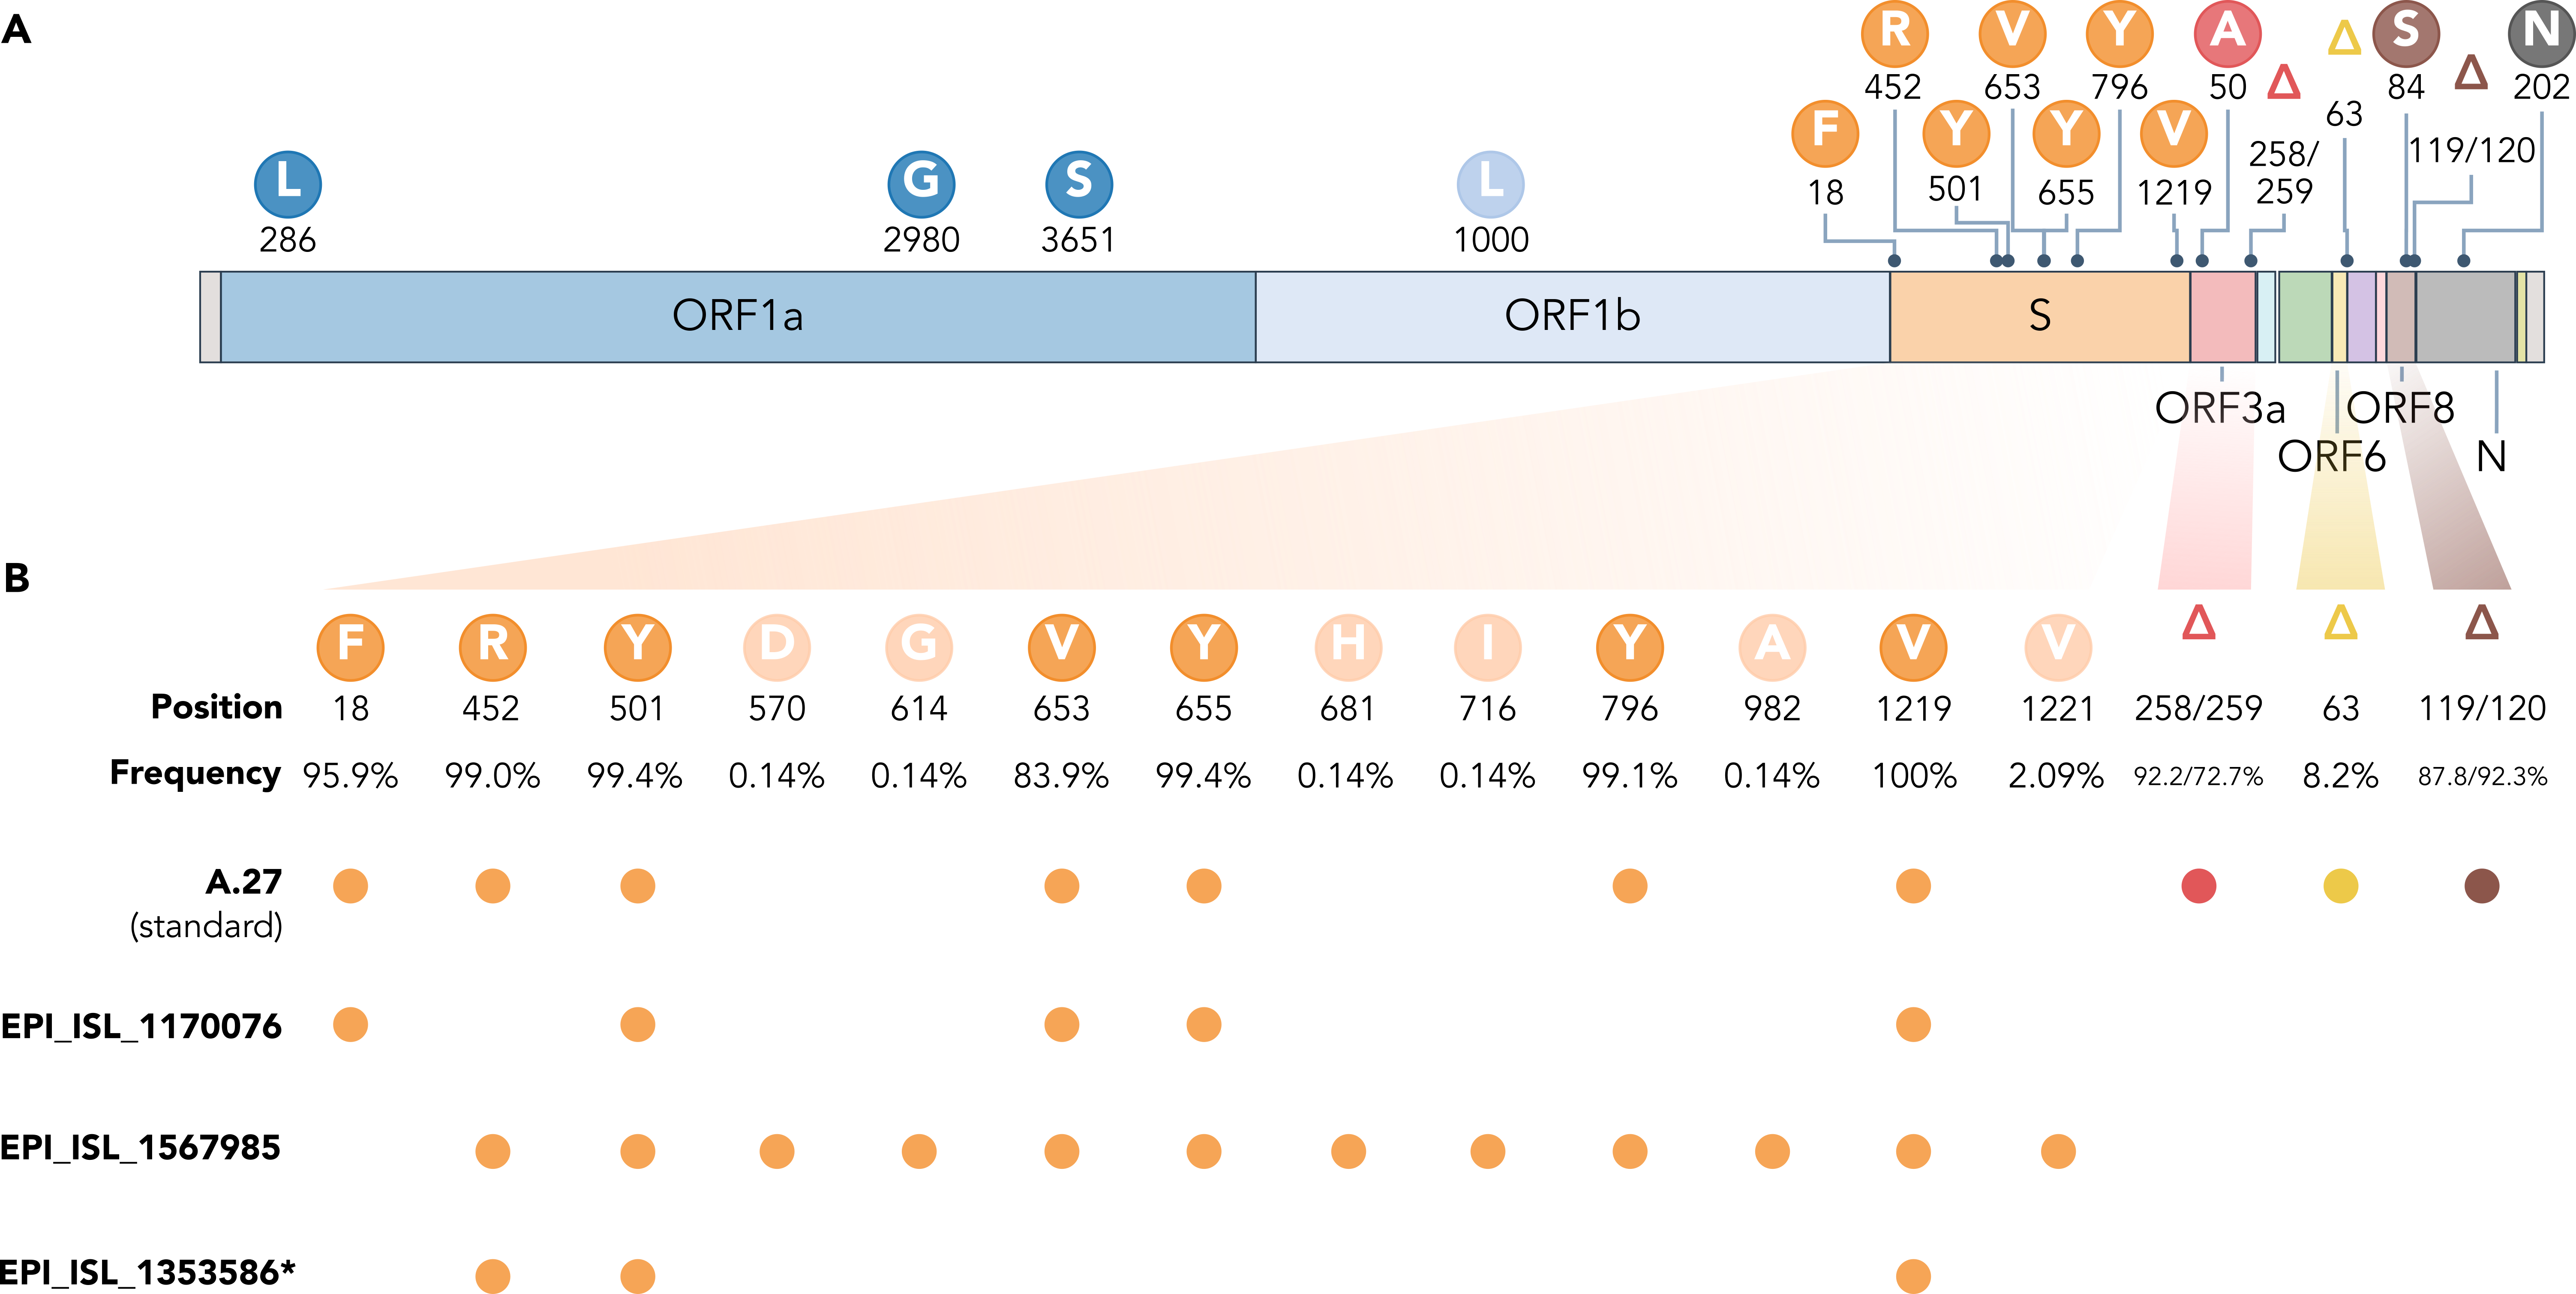 A
R V Y A Δ S N
452 653 796 50 Δ 84 Δ 202
F Y Y V 63
18 501 655 1219 258/ 119/120
259
L G S L
286 2980 3651 1000
ORF1a ORF1b S
ORF3a ORF8
ORF6 N
B
F R Y D G V Y H I Y A V V Δ Δ Δ
Position 18 452 501 570 614 653 655 681 716 796 982 1219 1221 258/259 63 119/120
Frequency 95.9% 99.0% 99.4% 0.14% 0.14% 83.9% 99.4% 0.14% 0.14% 99.1% 0.14% 100% 2.09% 92.2/72.7% 8.2% 87.8/92.3%
A.27
(standard)
EPI_ISL_1170076
EPI_ISL_1567985
EPI_ISL_1353586*